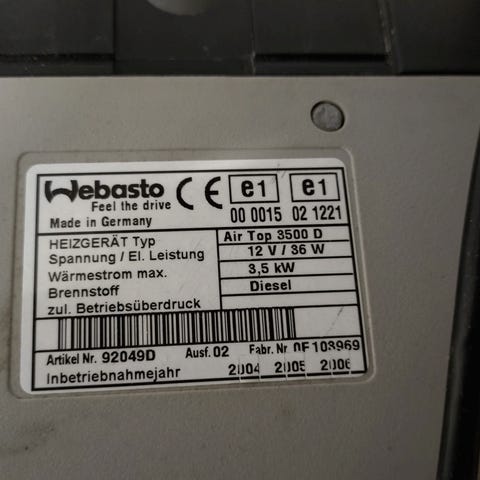 Webasto
Feel the drive
Made in Germany
CE
e1
00 0015
e1
02 1221
HEIZGERÄT Typ Air Top 3500 D
Spannung / El. Leistung 12 V / 36 W
Wärmestrom max. 3,5 kW
Brennstoff Diesel
zul. Betriebsüberdruck
Artikel Nr. 92049D Ausf. 02 Fabr. Nr.
Inbetriebnahmejahr 2004 2005 2006